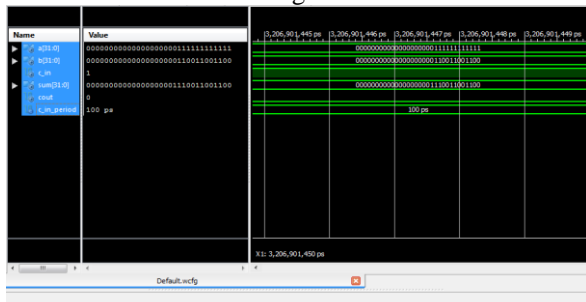 Name Value 3,206,901,445 ps 3,206,901,446 ps 3,206,901,447 ps 3,206,901,448 ps 3,206,901,449 ps
a[31:0] 00000000000000000000111111111111 00000000000000000000111111111111
b[31:0] 00000000000000000000110011001100 00000000000000000000110011001100
c_in 1
sum[31:0] 00000000000000000001110011001100 00000000000000000001110011001100
cout 0
c_in_period 100 ps 100 ps
X1: 3,206,901,450 ps
Default.wcfg